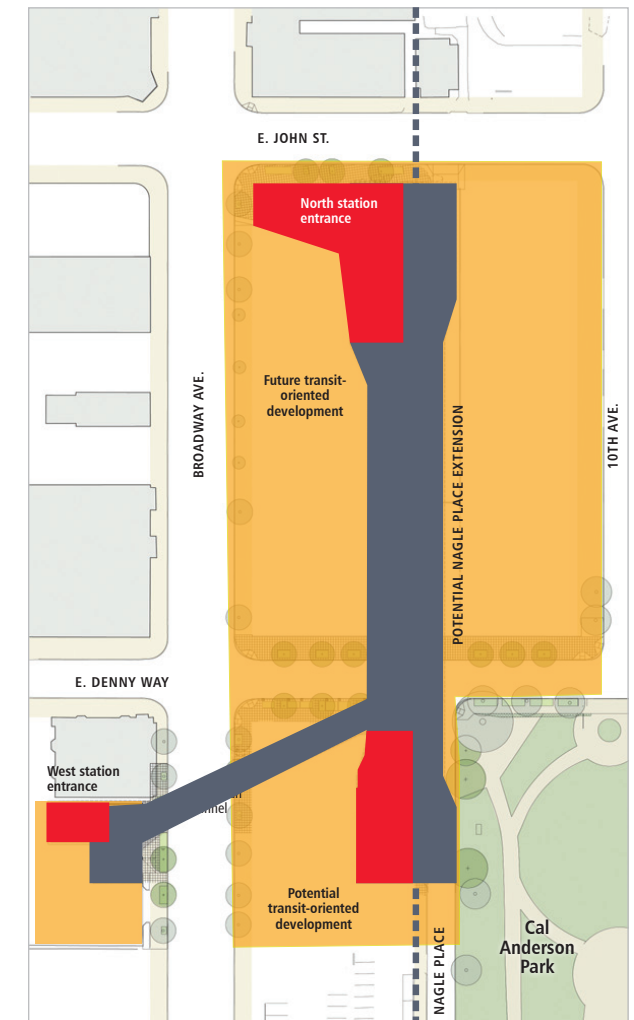 E. JOHN ST.
North station
entrance
BROADWAY AVE.
Future transit-
oriented
development
POTENTIAL NAGLE PLACE EXTENSION
10TH AVE.
E. DENNY WAY
West station
entrance
Potential
transit-oriented
development
NAGLE PLACE
Cal
Anderson
Park